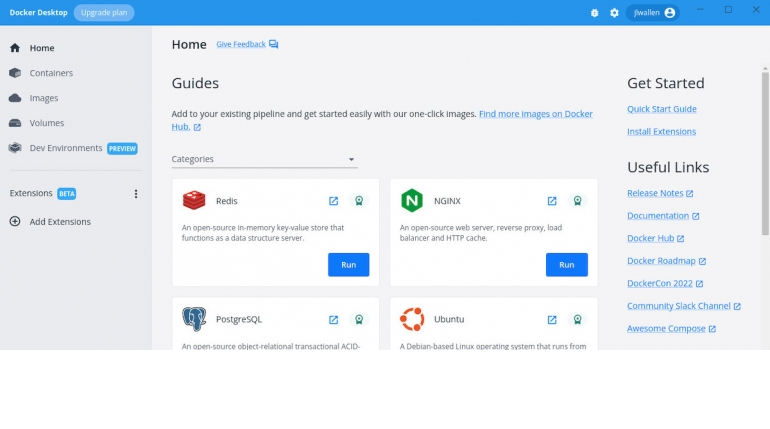 Docker Desktop Upgrade plan jlwallen
Home
Containers
Images
Volumes
Dev Environments PREVIEW
Extensions BETA
Add Extensions
Home Give Feedback
Guides
Add to your existing pipeline and get started easily with our one-click images. Find more images on Docker
Hub.
Categories
Redis
An open-source in-memory key-value store that
functions as a data structure server.
Run
NGINX
An open-source web server, reverse proxy, load
balancer and HTTP cache.
Run
PostgreSQL
An open-source object-relational transactional ACID-
Ubuntu
A Debian-based Linux operating system that runs from
Get Started
Quick Start Guide
Install Extensions
Useful Links
Release Notes
Documentation
Docker Hub
Docker Roadmap
DockerCon 2022
Community Slack Channel
Awesome Compose